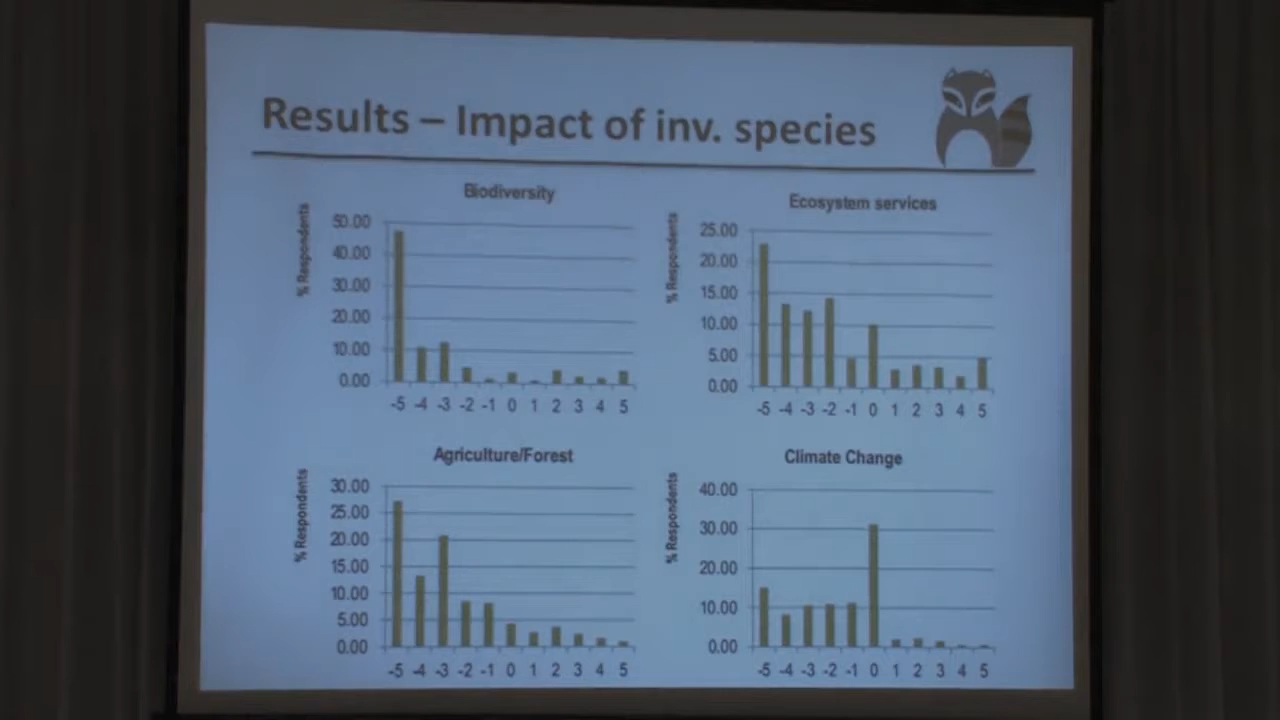 Results – Impact of inv. species
Biodiversity
% Respondents
50.00
40.00
30.00
20.00
10.00
0.00
-5 -4 -3 -2 -1 0 1 2 3 4 5
Ecosystem services
% Respondents
25.00
20.00
15.00
10.00
5.00
0.00
-5 -4 -3 -2 -1 0 1 2 3 4 5
Agriculture/Forest
% Respondents
30.00
25.00
20.00
15.00
10.00
5.00
0.00
-5 -4 -3 -2 -1 0 1 2 3 4 5
Climate Change
% Respondents
40.00
30.00
20.00
10.00
0.00
-5 -4 -3 -2 -1 0 1 2 3 4 5